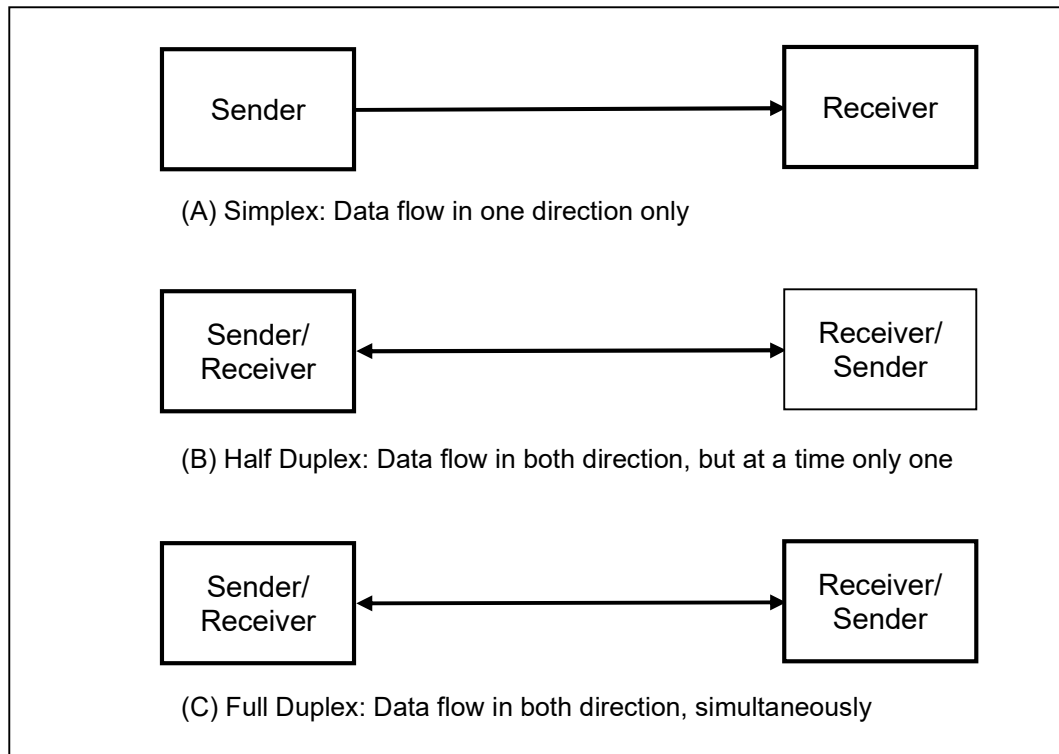 Sender
Receiver
(A) Simplex: Data flow in one direction only
Sender/
Receiver
Receiver/
Sender
(B) Half Duplex: Data flow in both direction, but at a time only one
Sender/
Receiver
Receiver/
Sender
(C) Full Duplex: Data flow in both direction, simultaneously